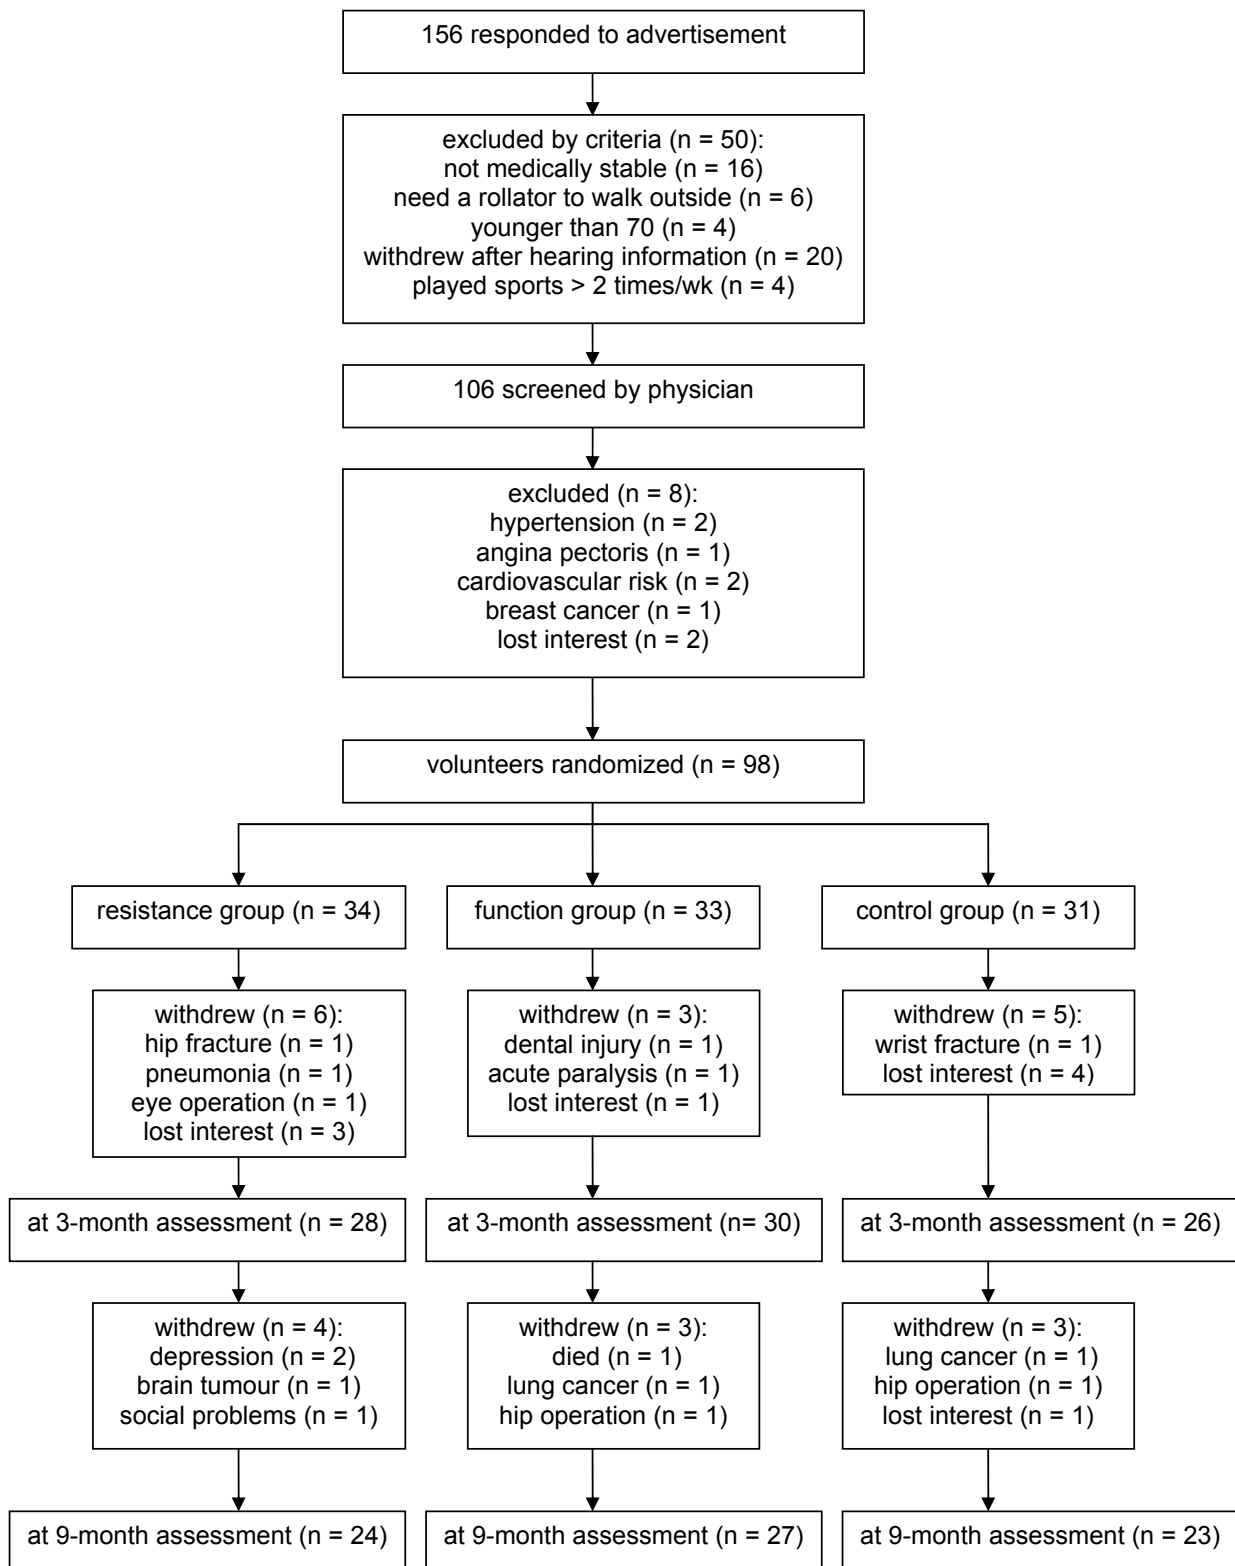 156 responded to advertisement
excluded by criteria (n = 50):
not medically stable (n = 16)
need a rollator to walk outside (n = 6)
younger than 70 (n = 4)
withdrew after hearing information (n = 20)
played sports > 2 times/wk (n = 4)
106 screened by physician
excluded (n = 8):
hypertension (n = 2)
angina pectoris (n = 1)
cardiovascular risk (n = 2)
breast cancer (n = 1)
lost interest (n = 2)
volunteers randomized (n = 98)
resistance group (n = 34)
function group (n = 33)
control group (n = 31)
withdrew (n = 6):
hip fracture (n = 1)
pneumonia (n = 1)
eye operation (n = 1)
lost interest (n = 3)
withdrew (n = 3):
dental injury (n = 1)
acute paralysis (n = 1)
lost interest (n = 1)
withdrew (n = 5):
wrist fracture (n = 1)
lost interest (n = 4)
at 3-month assessment (n = 28)
at 3-month assessment (n= 30)
at 3-month assessment (n = 26)
withdrew (n = 4):
depression (n = 2)
brain tumour (n = 1)
social problems (n = 1)
withdrew (n = 3):
died (n = 1)
lung cancer (n = 1)
hip operation (n = 1)
withdrew (n = 3):
lung cancer (n = 1)
hip operation (n = 1)
lost interest (n = 1)
at 9-month assessment (n = 24)
at 9-month assessment (n = 27)
at 9-month assessment (n = 23)